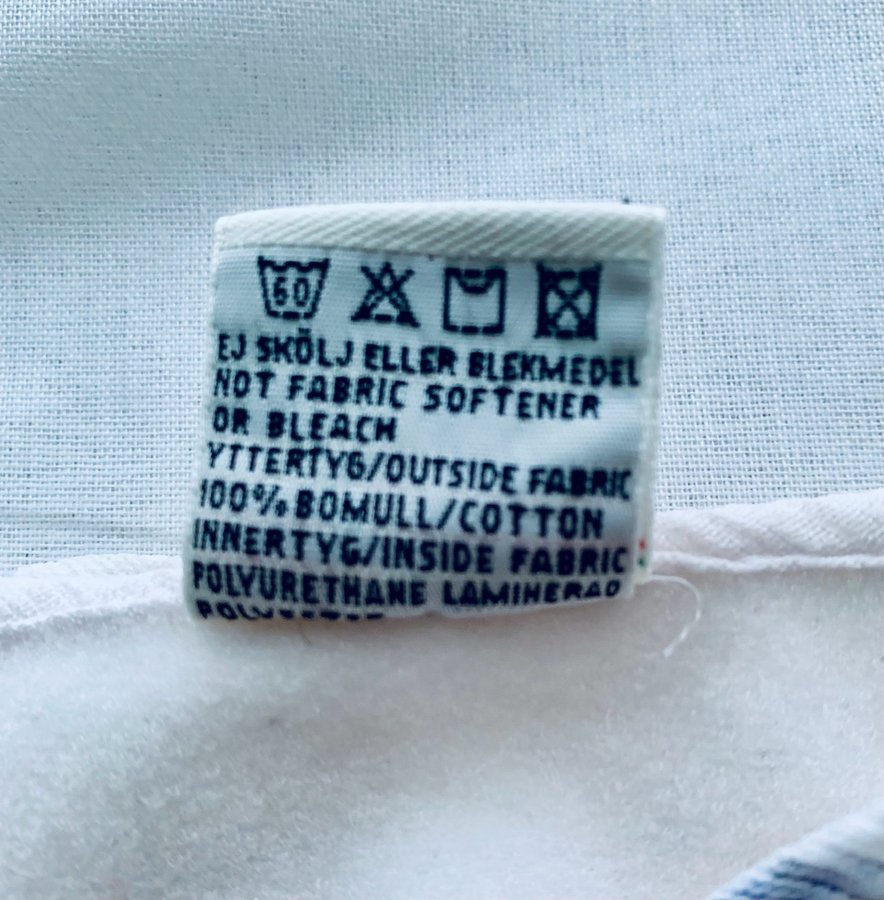 60
EJ SKÖLJ ELLER BLEKMEDEL
NOT FABRIC SOFTENER
OR BLEACH
YTTERTYG/OUTSIDE FABRIC
100% BOMULL/COTTON
INNERTYG/INSIDE FABRIC
POLYURETHANE LAMINERAD